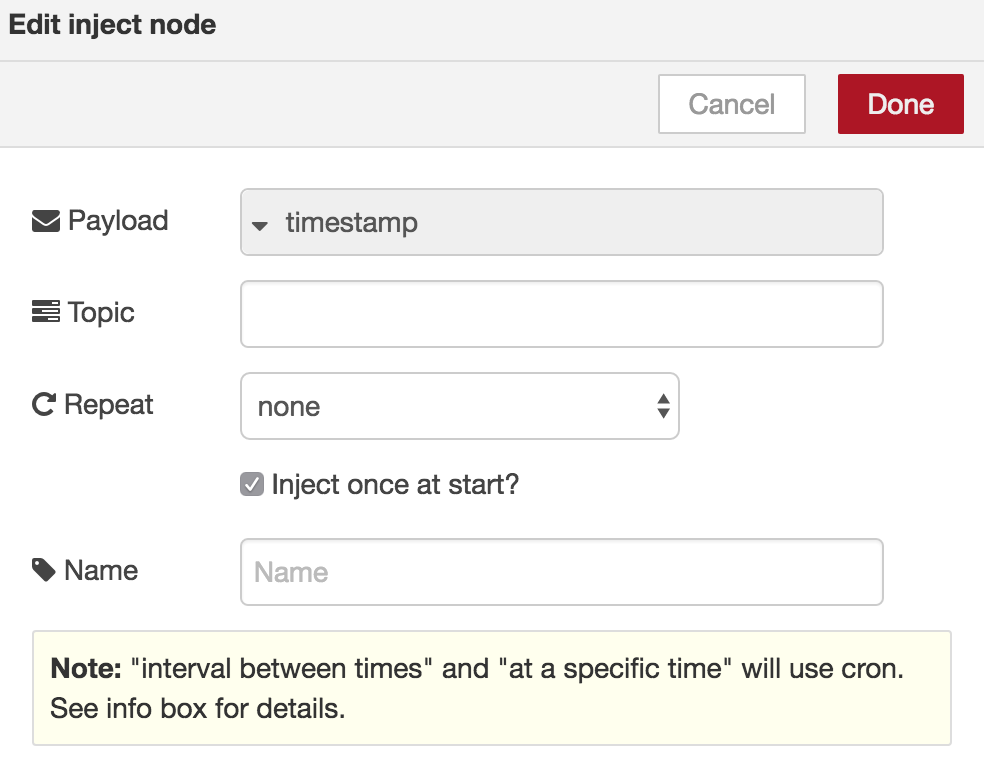 Edit inject node
Cancel Done
Payload timestamp
Topic
Repeat none
Inject once at start?
Name Name
Note: "interval between times" and "at a specific time" will use cron.
See info box for details.